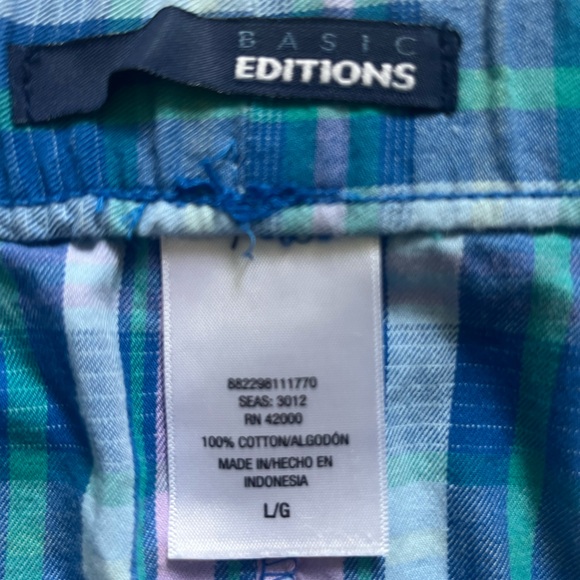 BASIC
EDITIONS
882298111770
SEAS: 3012
RN 42000
100% COTTON/ALGODÓN
MADE IN/HECHO EN
INDONESIA
L/G